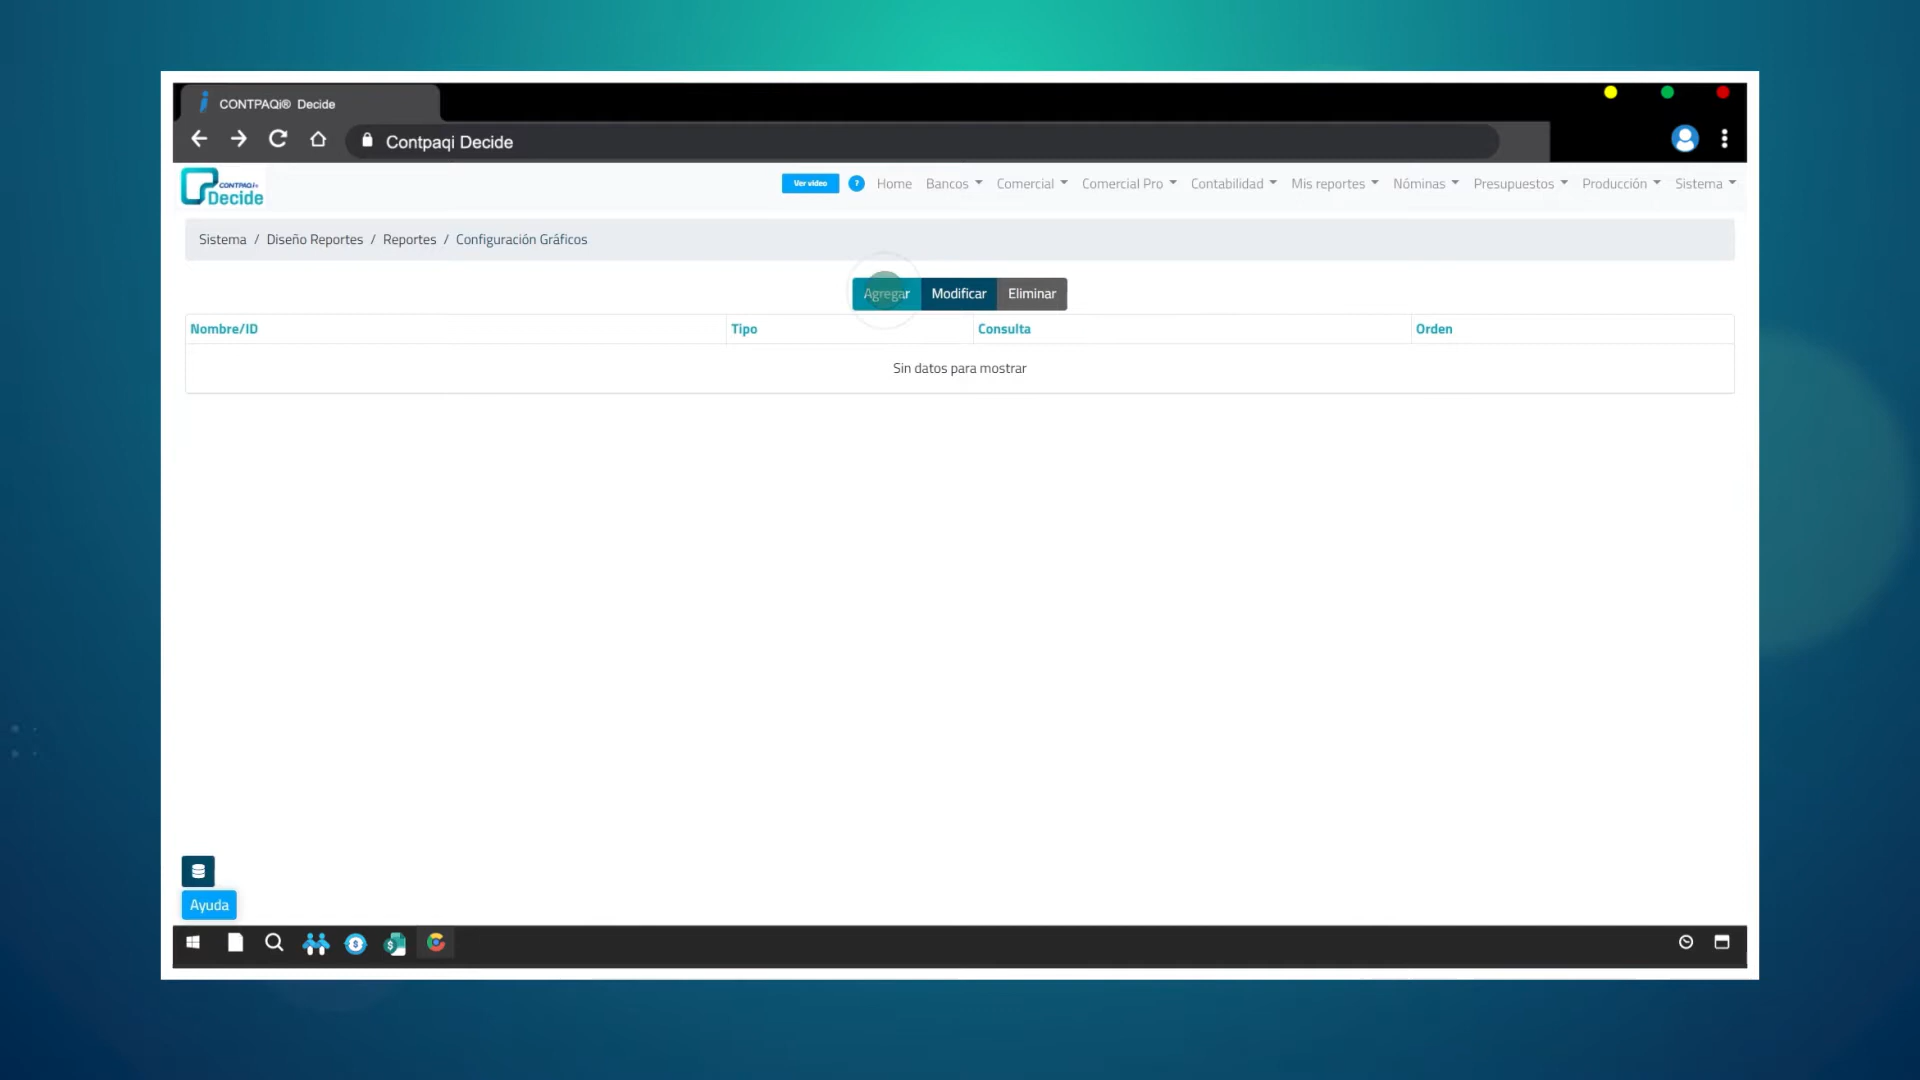 CONTPAQi® Decide
Contpaqi Decide
CONTPAQi®
Decide
Ver video ? Home Bancos Comercial Comercial Pro Contabilidad Mis reportes Nóminas Presupuestos Producción Sistema
Sistema / Diseño Reportes / Reportes / Configuración Gráficos
Agregar Modificar Eliminar
Nombre/ID Tipo Consulta Orden
Sin datos para mostrar
Ayuda